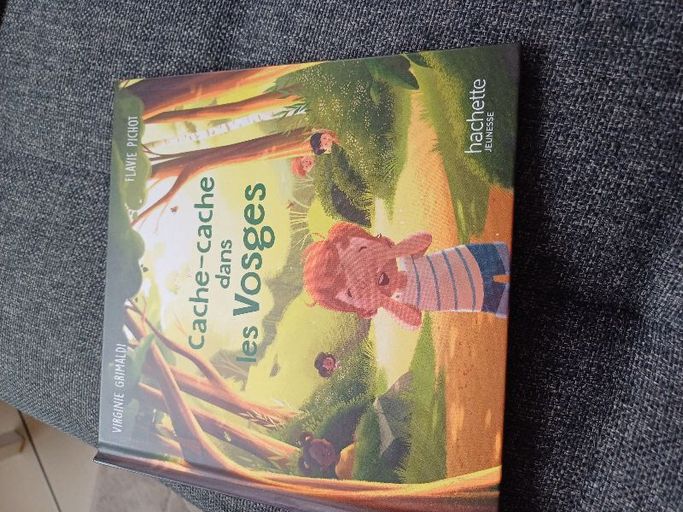 VIRGINIE GRIMALDI
FLAVIE PICHOT
Cache-cache
dans
les Vosges
hachette
JEUNESSE